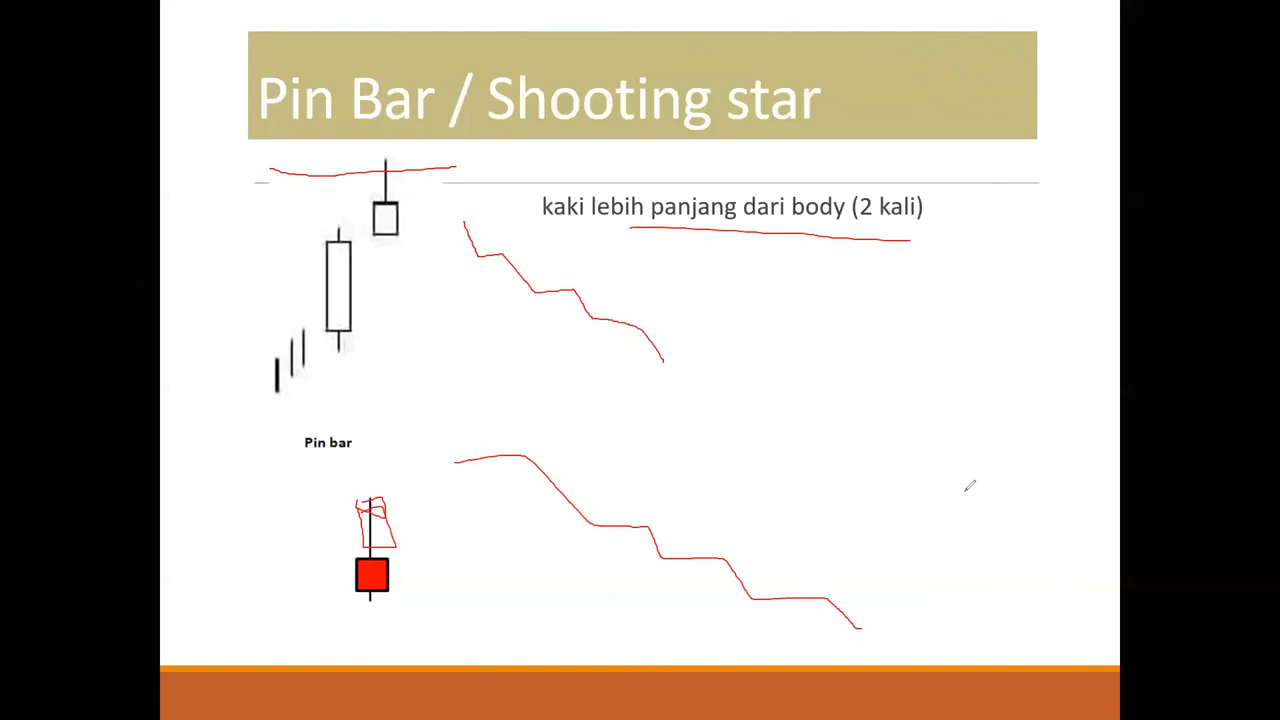 Pin Bar / Shooting star
kaki lebih panjang dari body (2 kali)
Pin bar